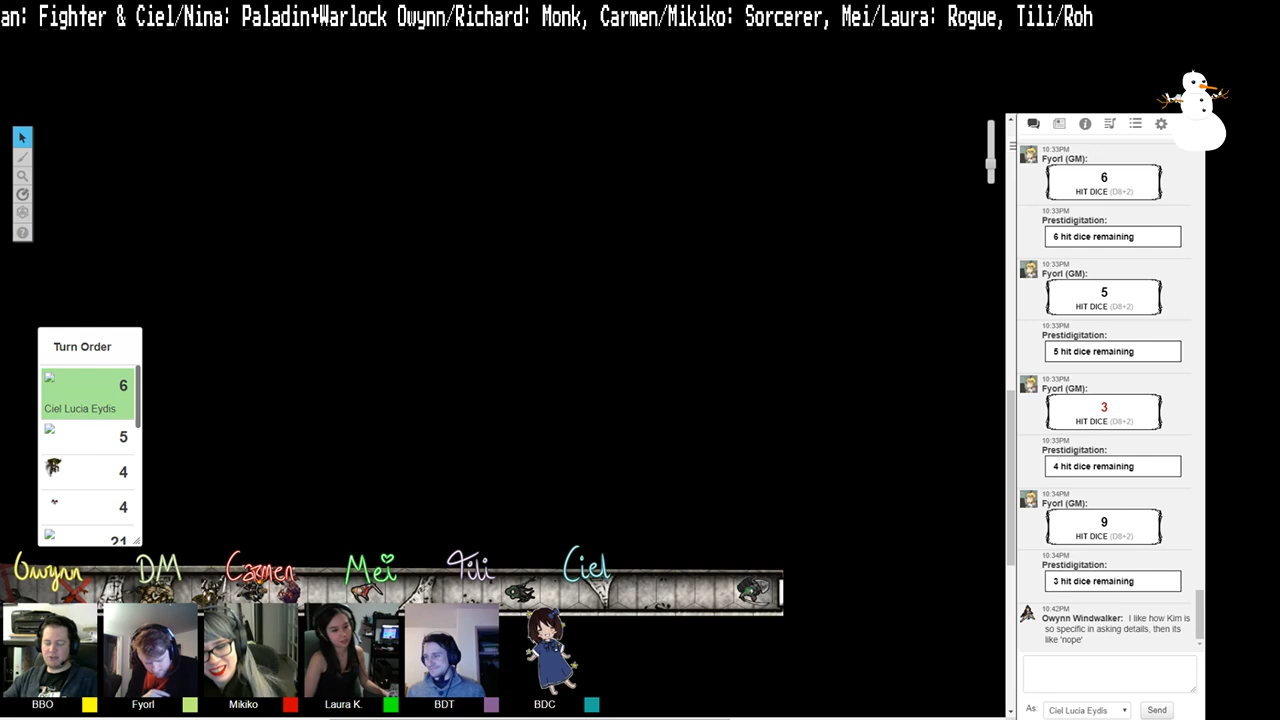 an: Fighter & Ciel/Nina: Paladin+Warlock Owynn/Richard: Monk, Carmen/Mikiko: Sorcerer, Mei/Laura: Rogue, Tili/Roh
10:33PM
Fyorl (GM):
6
HIT DICE (D8+2)
10:33PM
Prestidigitation:
6 hit dice remaining
10:33PM
Fyorl (GM):
5
HIT DICE (D8+2)
10:33PM
Prestidigitation:
5 hit dice remaining
10:33PM
Fyorl (GM):
3
HIT DICE (D8+2)
10:33PM
Prestidigitation:
4 hit dice remaining
10:34PM
Fyorl (GM):
9
HIT DICE (D8+2)
10:34PM
Prestidigitation:
3 hit dice remaining
10:42PM
Owynn Windwalker: I like how Kim is
so specific in asking details, then its
like 'nope'
As: Ciel Lucia Eydis Send
Turn Order
6
Ciel Lucia Eydis
5
4
4
21
Owynn DM Carmen Mei Tili Ciel
BBO Fyorl Mikiko Laura K. BDT BDC